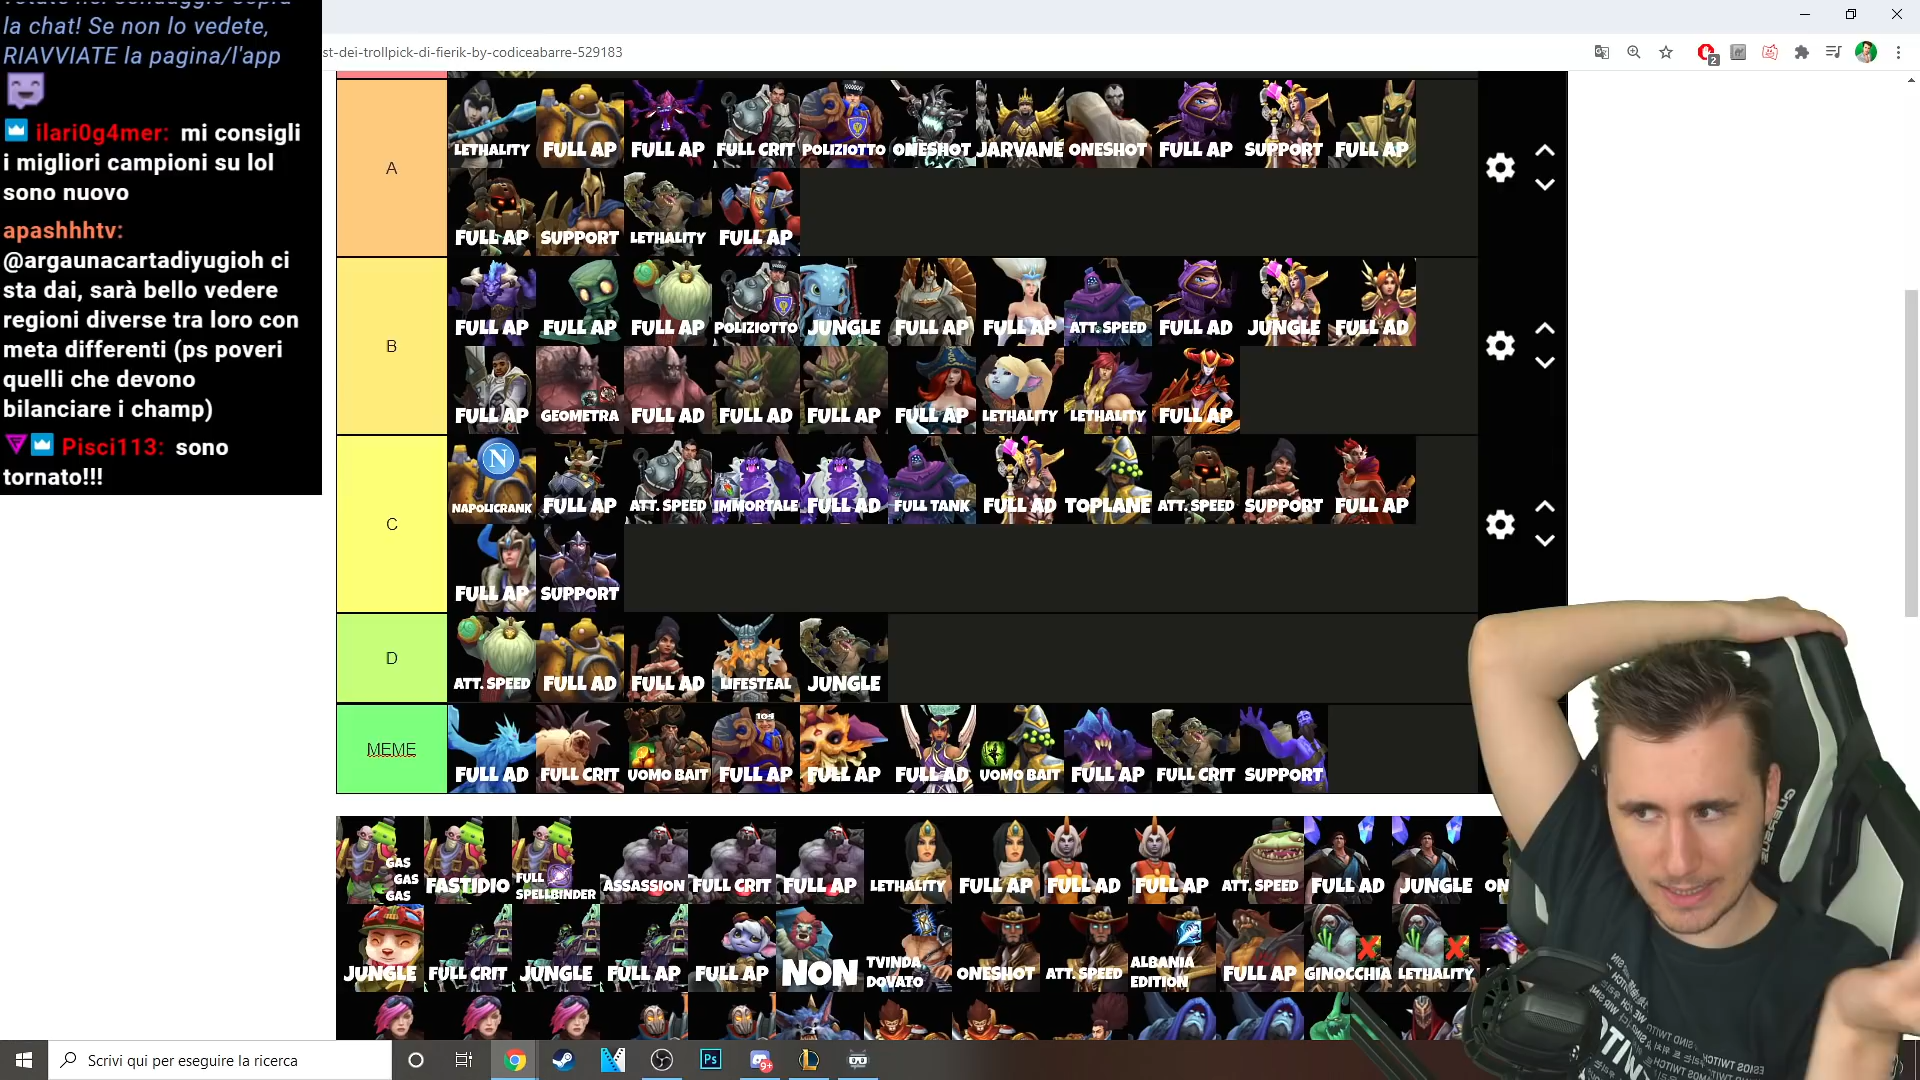 la chat! Se non lo vedete,
RIAVVIATE la pagina/l'app
ilari0g4mer: mi consigli
i migliori campioni su lol
sono nuovo
apashhhtv:
@argaunacartadiyugioh ci
sta dai, sarà bello vedere
regioni diverse tra loro con
meta differenti (ps poveri
quelli che devono
bilanciare i champ)
Pisci113: sono
tornato!!!
st-dei-trollpick-di-fierik-by-codiceabarre-529183
2
A
LETHALITY FULL AP FULL AP FULL CRIT POLIZIOTTO ONESHOT JARVANE ONESHOT FULL AP SUPPORT FULL AP
FULL AP SUPPORT LETHALITY FULL AP
B
FULL AP FULL AP FULL AP POLIZIOTTO JUNGLE FULL AP FULL AP ATT. SPEED FULL AD JUNGLE FULL AD
FULL AP GEOMETRA FULL AD FULL AD FULL AP FULL AP LETHALITY LETHALITY FULL AP
C
N
NAPOLICRANK FULL AP ATT. SPEED IMMORTALE FULL AD FULL TANK FULL AD TOPLANE ATT. SPEED SUPPORT FULL AP
FULL AP SUPPORT
D
ATT. SPEED FULL AD FULL AD LIFESTEAL JUNGLE
MEME
104
FULL AD FULL CRIT UOMO BAIT FULL AP FULL AP FULL AD UOMO BAIT FULL AP FULL CRIT SUPPORT
GAS
GAS
GAS
FASTIDIO
FULL
SPELLBINDER
ASSASSION FULL CRIT FULL AP LETHALITY FULL AP FULL AD FULL AP ATT. SPEED FULL AD JUNGLE ON
JUNGLE FULL CRIT JUNGLE FULL AP FULL AP NON
TVINDA
DOVATO
ONESHOT ATT. SPEED
ALBANIA
EDITION
FULL AP GINOCCHIA LETHALITY
Scrivi qui per eseguire la ricerca
Ps
9+